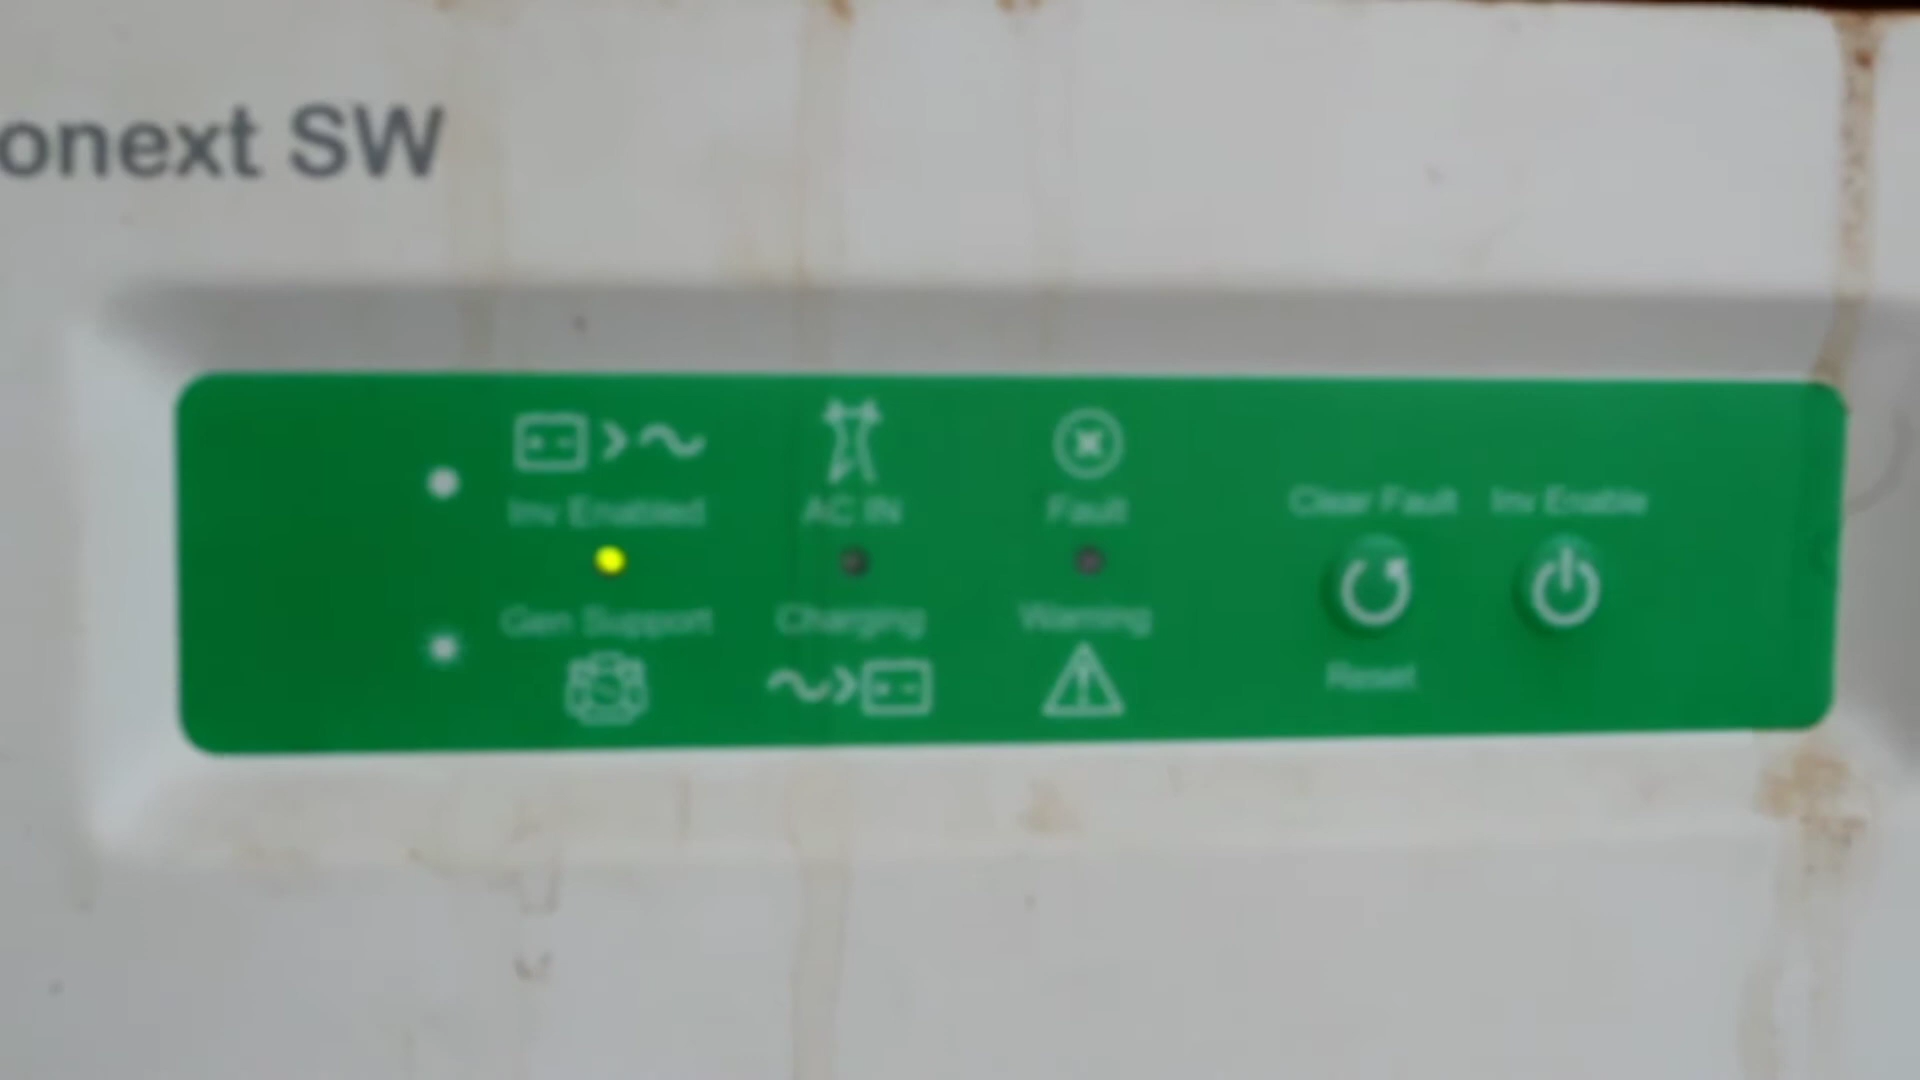 onext SW
Inv Enabled
AC IN
Fault
Clear Fault
Inv Enable
Gen Support
Charging
Warning
Reset